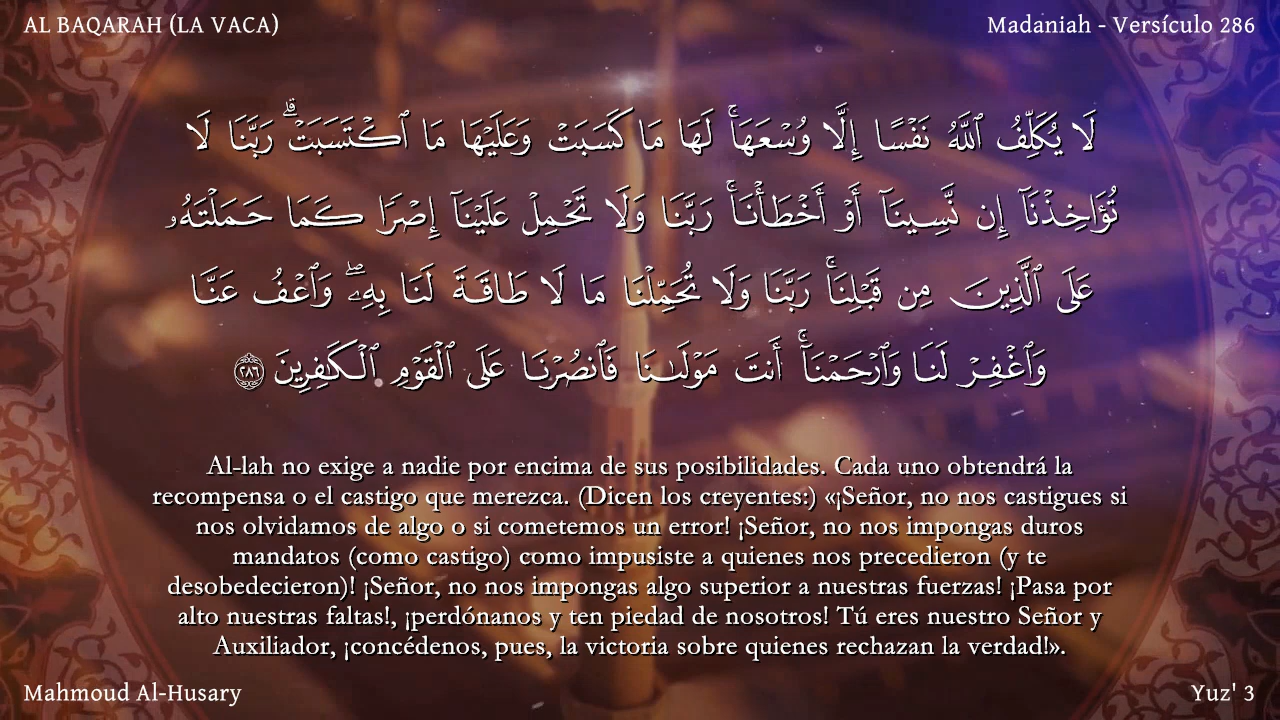 AL BAQARAH (LA VACA)
Madaniah - Versículo 286
لَا يُكَلِّفُ ٱللَّهُ نَفْسًا إِلَّا وُسْعَهَاۚ لَهَا مَا كَسَبَتْ وَعَلَيْهَا مَا ٱكْتَسَبَتْۗ رَبَّنَا لَا
تُؤَاخِذْنَآ إِن نَّسِينَآ أَوْ أَخْطَأْنَاۚ رَبَّنَا وَلَا تَحْمِلْ عَلَيْنَآ إِصْرًا كَمَا حَمَلْتَهُۥ
عَلَى ٱلَّذِينَ مِن قَبْلِنَاۚ رَبَّنَا وَلَا تُحَمِّلْنَا مَا لَا طَاقَةَ لَنَا بِهِۦۖ وَٱعْفُ عَنَّا
وَٱغْفِرْ لَنَا وَٱرْحَمْنَآۚ أَنتَ مَوْلَىٰنَا فَٱنصُرْنَا عَلَى ٱلْقَوْمِ ٱلْكَٰفِرِينَ ٢٨٦
Al-lah no exige a nadie por encima de sus posibilidades. Cada uno obtendrá la
recompensa o el castigo que merezca. (Dicen los creyentes:) «¡Señor, no nos castigues si
nos olvidamos de algo o si cometemos un error! ¡Señor, no nos impongas duros
mandatos (como castigo) como impusiste a quienes nos precedieron (y te
desobedecieron)! ¡Señor, no nos impongas algo superior a nuestras fuerzas! ¡Pasa por
alto nuestras faltas!, ¡perdónanos y ten piedad de nosotros! Tú eres nuestro Señor y
Auxiliador, ¡concédenos, pues, la victoria sobre quienes rechazan la verdad!».
Mahmoud Al-Husary
Yuz' 3